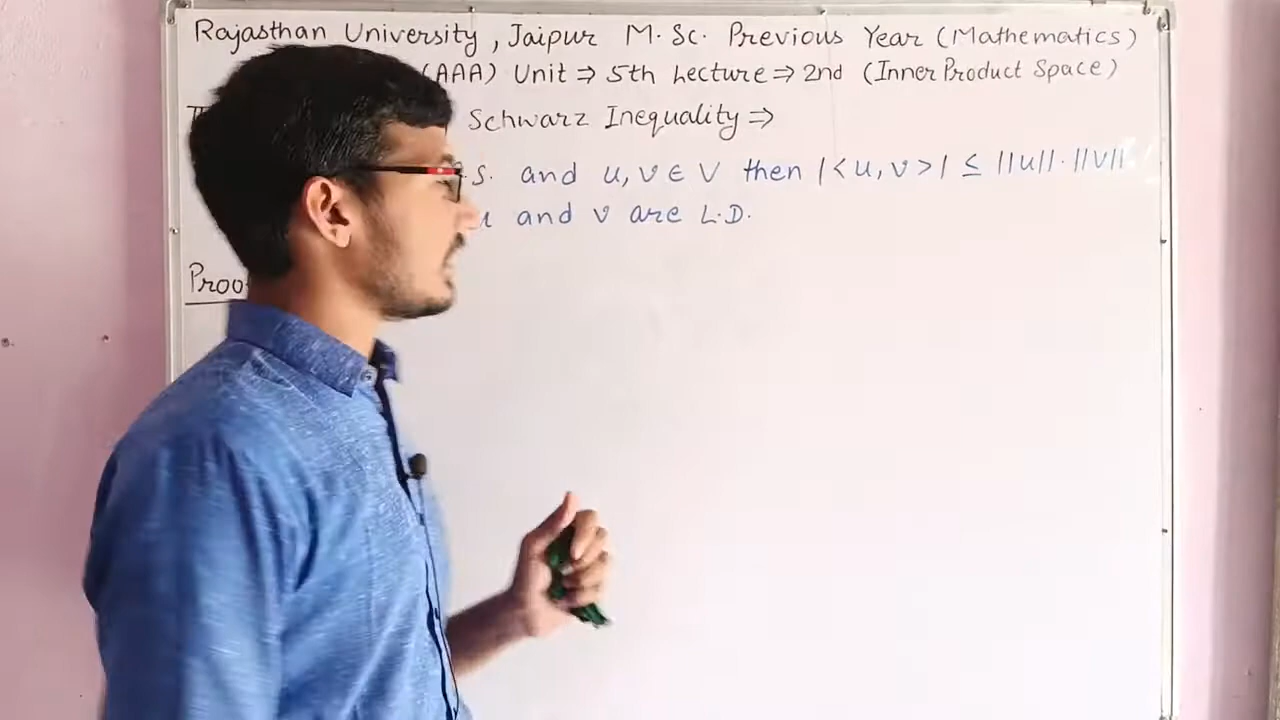 Rajasthan University, Jaipur M.Sc. Previous Year (Mathematics)
(AAA) Unit ⇒ 5th Lecture ⇒ 2nd (Inner Product Space)
Schwarz Inequality ⇒
.S. and u, v ∈ V then |<u, v>| ≤ ||u||·||v||
u and v are L.D.
Proo